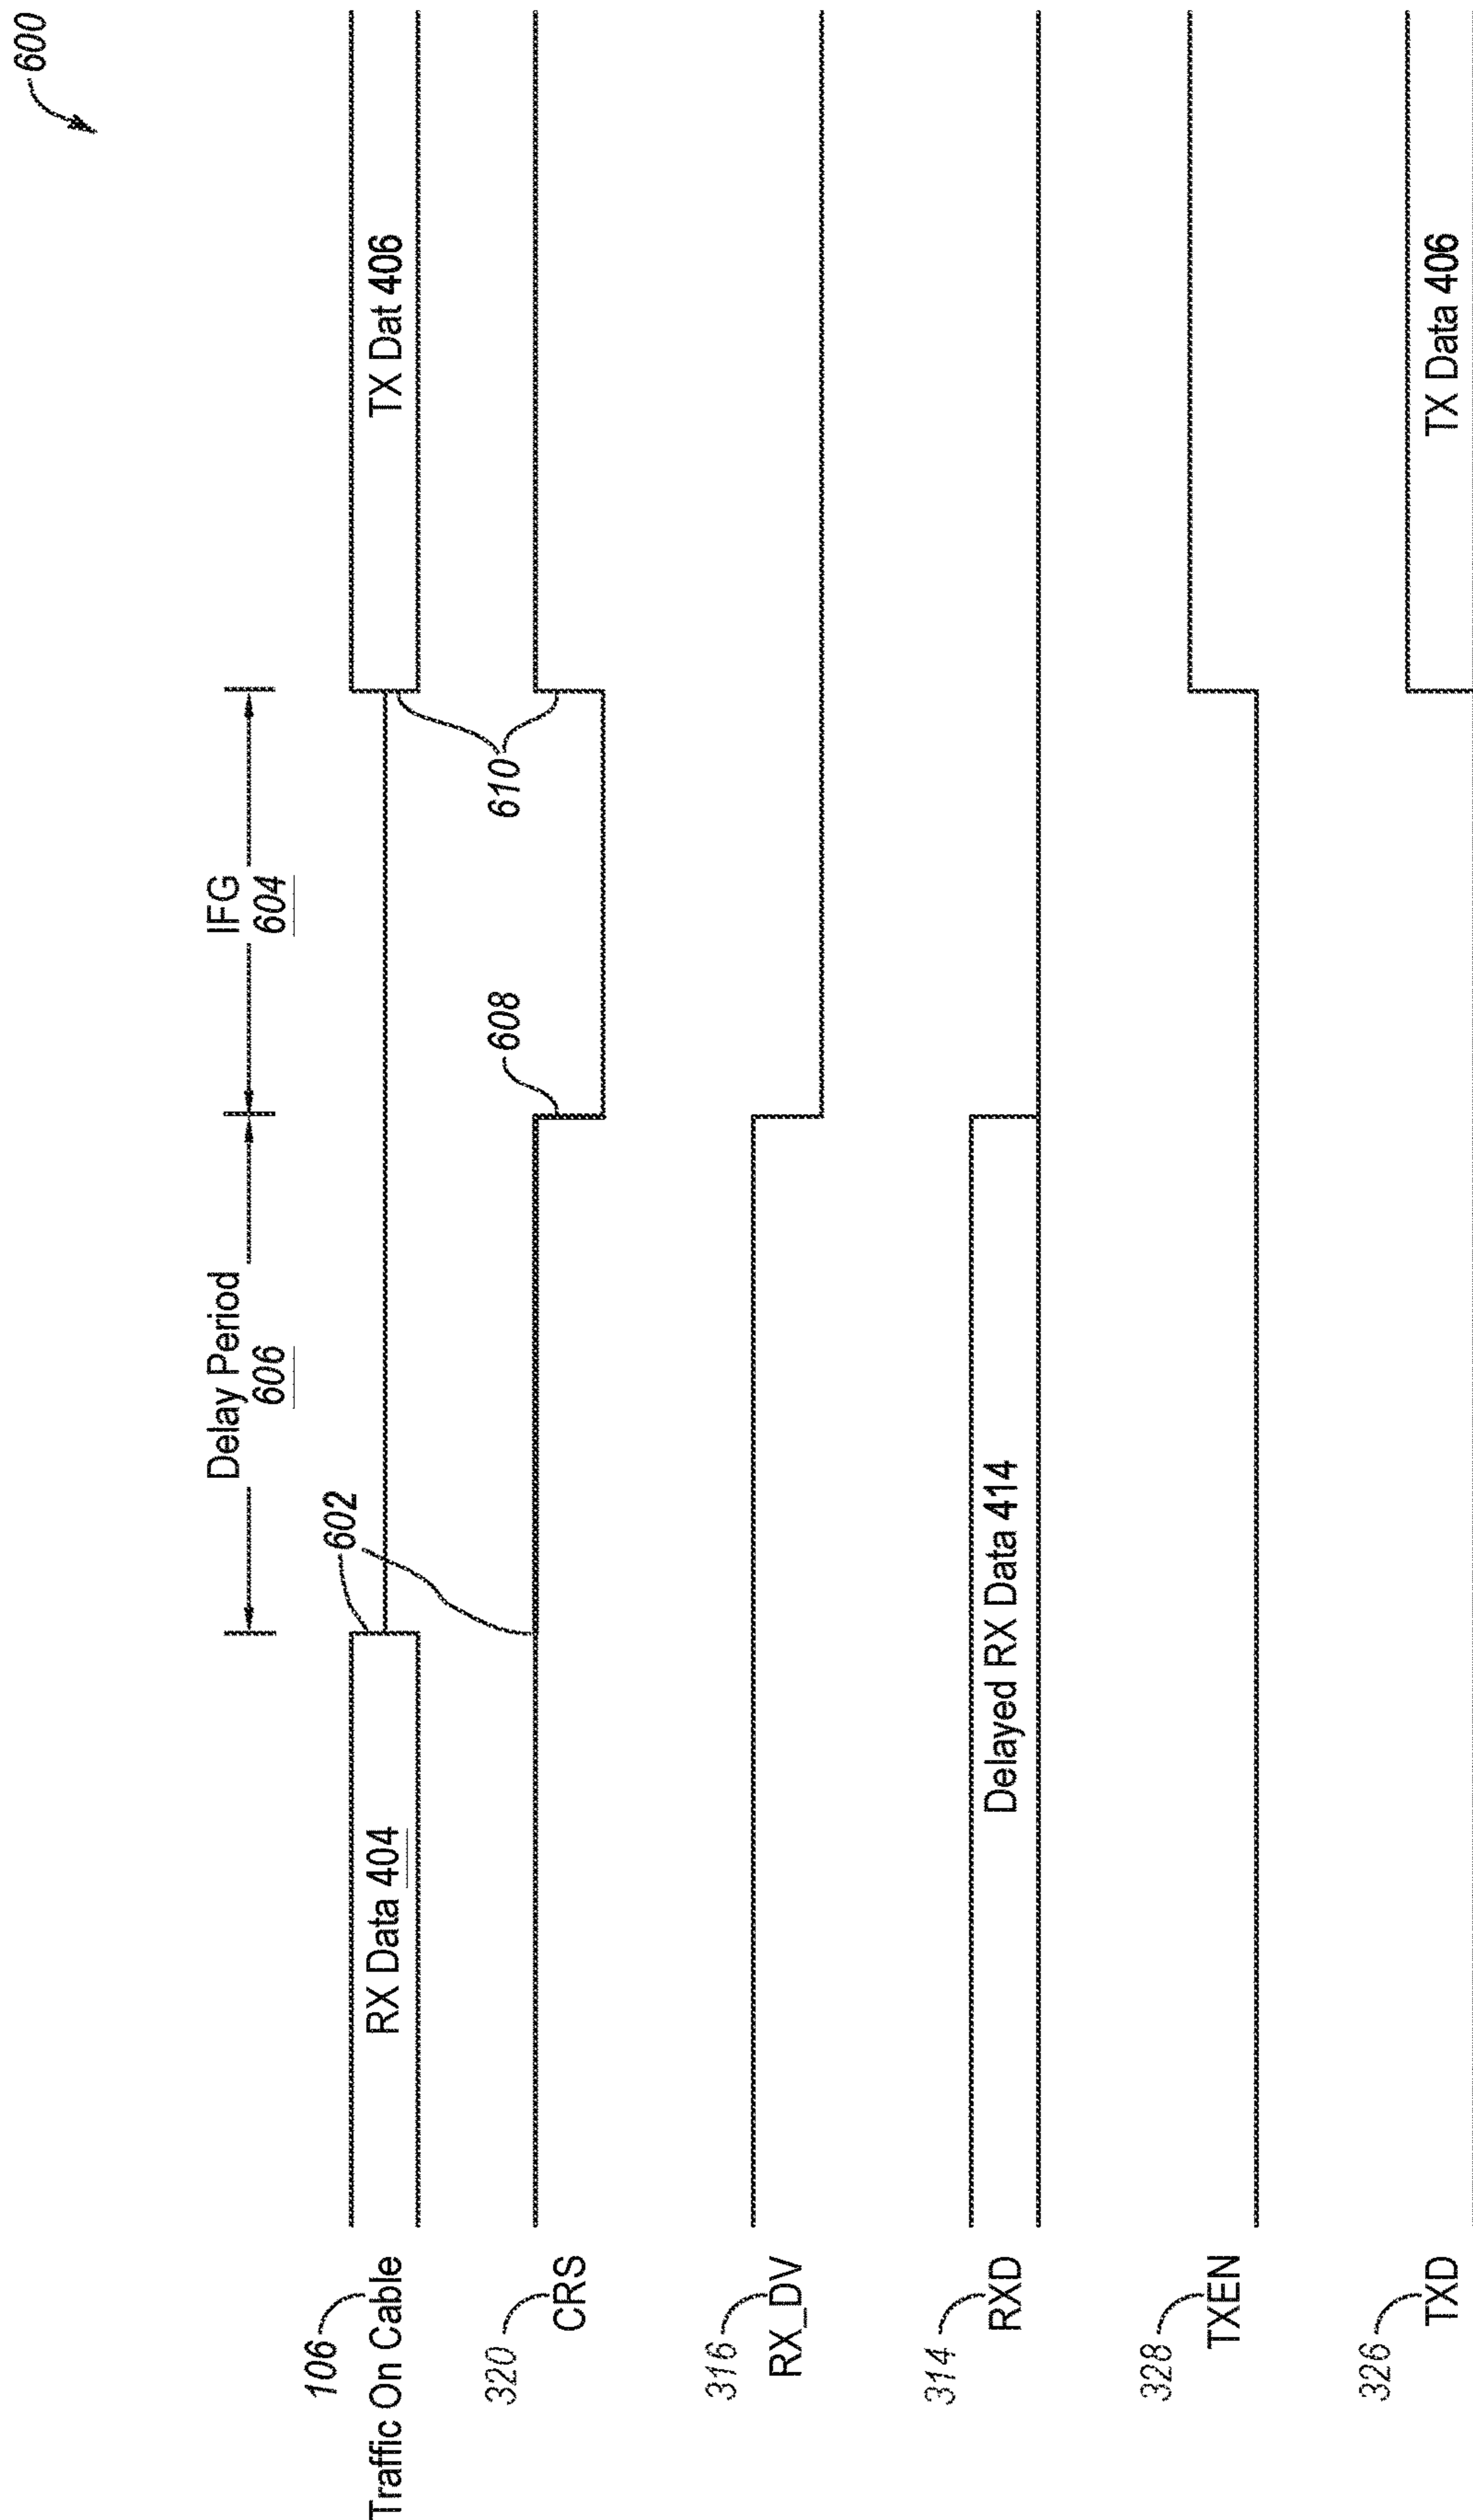 600
Delay Period
606
IFG
604
106
Traffic On Cable
RX Data 404
602
TX Dat 406
320
CRS
608
610
316
RX_DV
314
RXD
Delayed RX Data 414
328
TXEN
326
TXD
TX Data 406